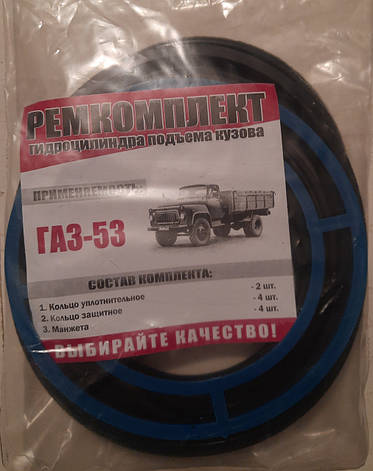 РЕМКОМПЛЕКТ
гидроцилиндра подъема кузова
ПРИМЕНЯЕМОСТЬ:
ГАЗ-53
СОСТАВ КОМПЛЕКТА:
1. Кольцо уплотнительное - 2 шт.
2. Кольцо защитное - 4 шт.
3. Манжета - 4 шт.
ВЫБИРАЙТЕ КАЧЕСТВО!